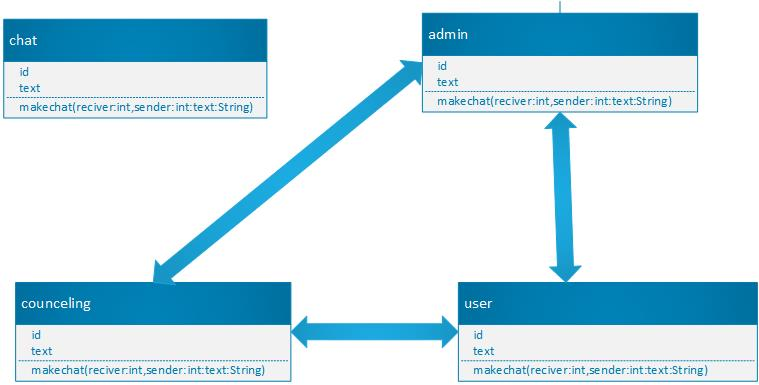 chat
id
text
makechat(reciver:int,sender:int:text:String)
admin
id
text
makechat(reciver:int,sender:int:text:String)
counceling
id
text
makechat(reciver:int,sender:int:text:String)
user
id
text
makechat(reciver:int,sender:int:text:String)